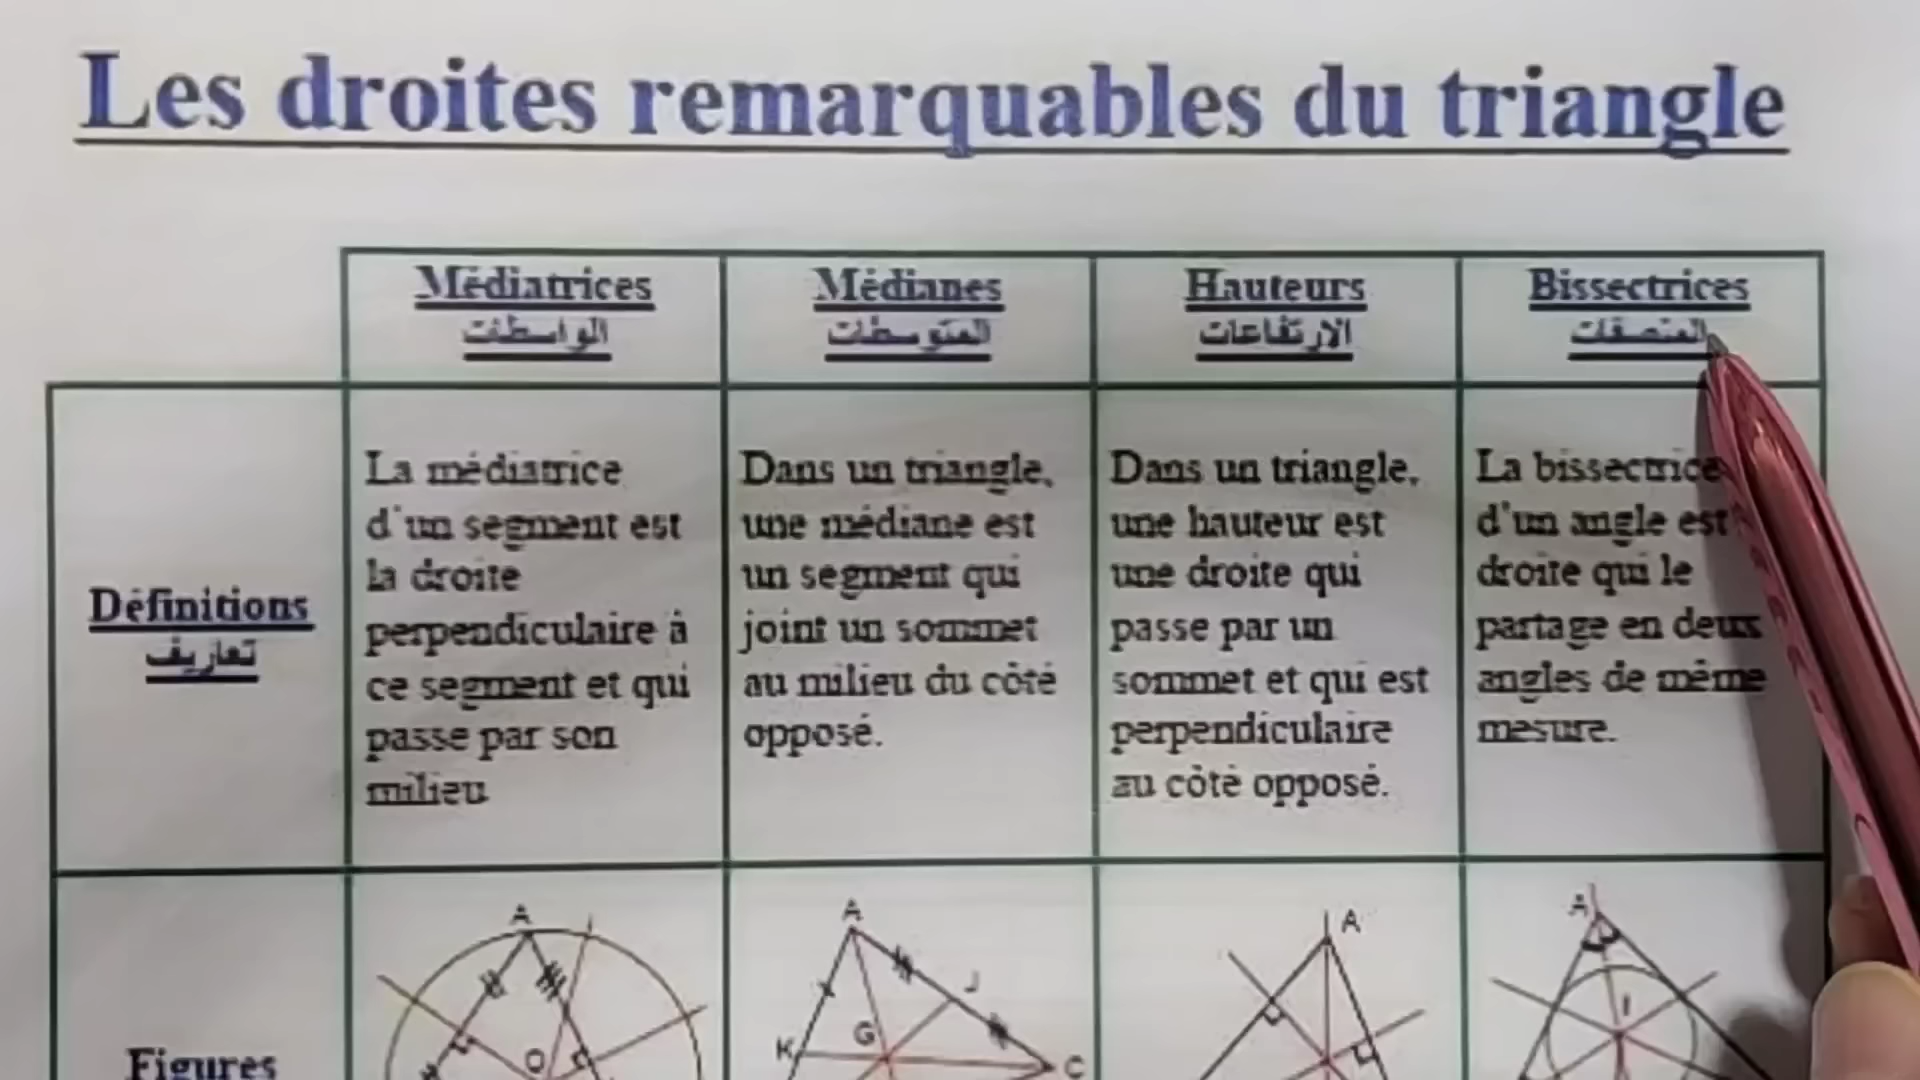 Les droites remarquables du triangle
Médiatrices
الواسطات
Médianes
المتوسطات
Hauteurs
الارتفاعات
Bissectrices
المنصفات
Définitions
تعاريف
La médiatrice
d'un segment est
la droite
perpendiculaire à
ce segment et qui
passe par son
milieu
Dans un triangle,
une médiane est
un segment qui
joint un sommet
au milieu du côté
opposé.
Dans un triangle,
une hauteur est
une droite qui
passe par un
sommet et qui est
perpendiculaire
au côté opposé.
La bissectrice
d'un angle est
droite qui le
partage en deux
angles de même
mesure.
Figures
A
O
A
J
G
K
C
A
A
I